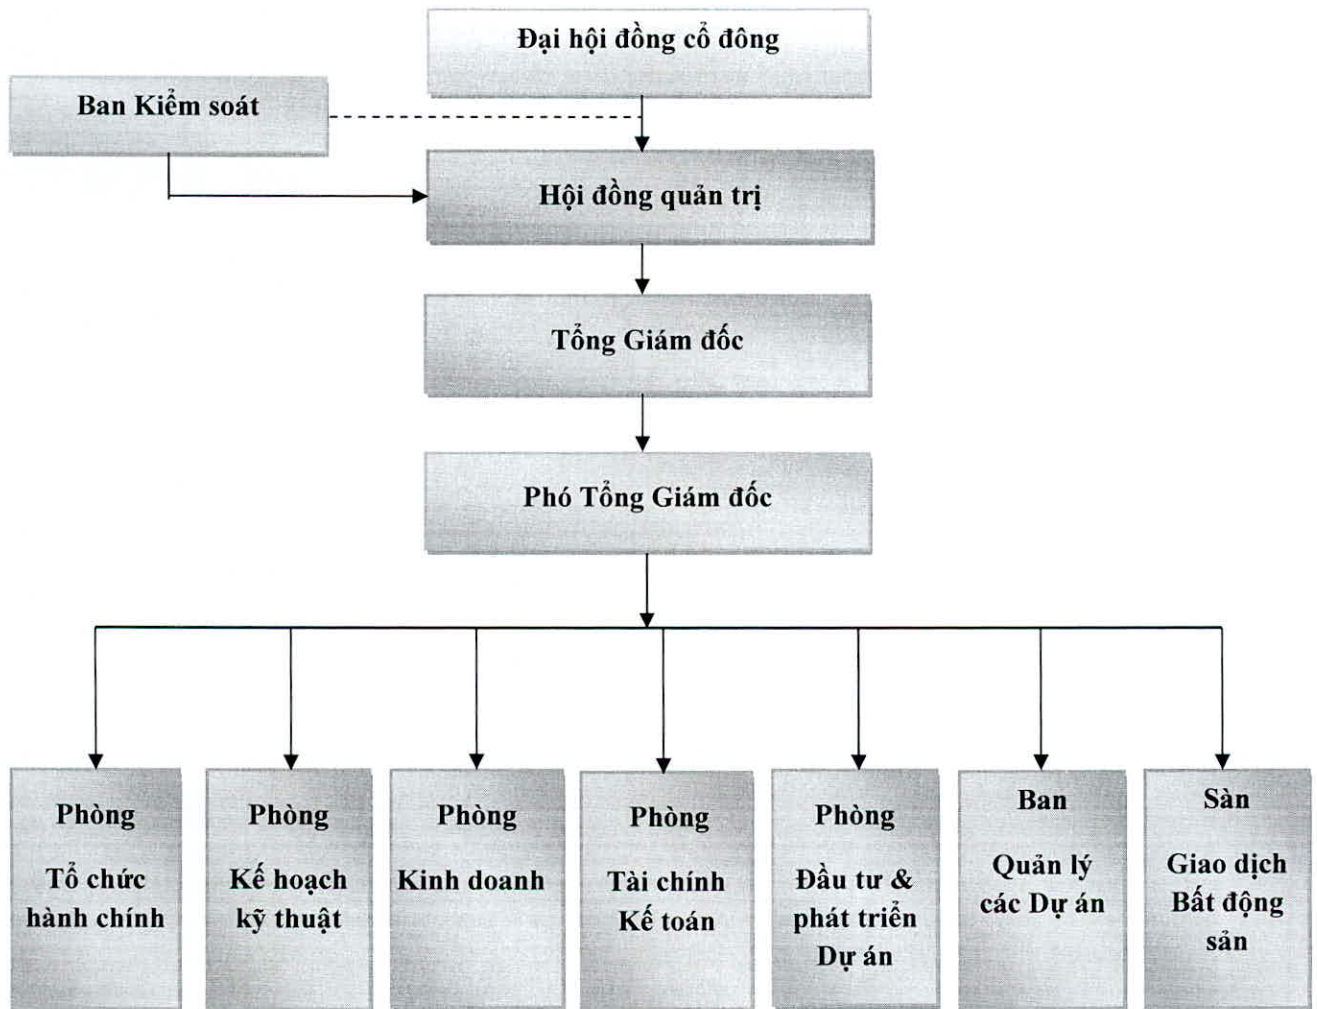 Đại hội đồng cổ đông
Ban Kiểm soát
Hội đồng quản trị
Tổng Giám đốc
Phó Tổng Giám đốc
Phòng
Tổ chức
hành chính
Phòng
Kế hoạch
kỹ thuật
Phòng
Kinh doanh
Phòng
Tài chính
Kế toán
Phòng
Đầu tư &
phát triển
Dự án
Ban
Quản lý
các Dự án
Sàn
Giao dịch
Bất động
sản